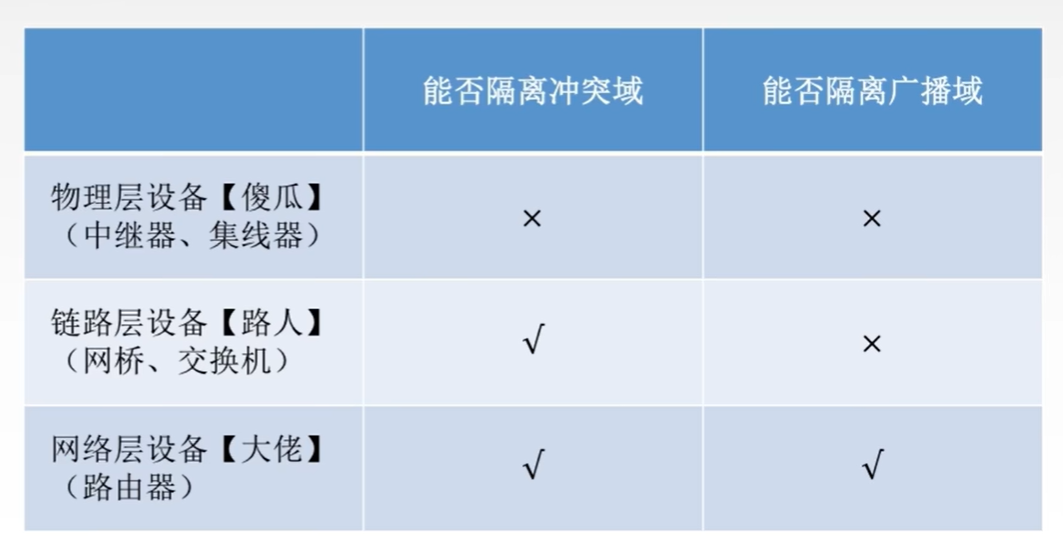 能否隔离冲突域 能否隔离广播域
物理层设备【傻瓜】
（中继器、集线器） × ×
链路层设备【路人】
（网桥、交换机） √ ×
网络层设备【大佬】
（路由器） √ √